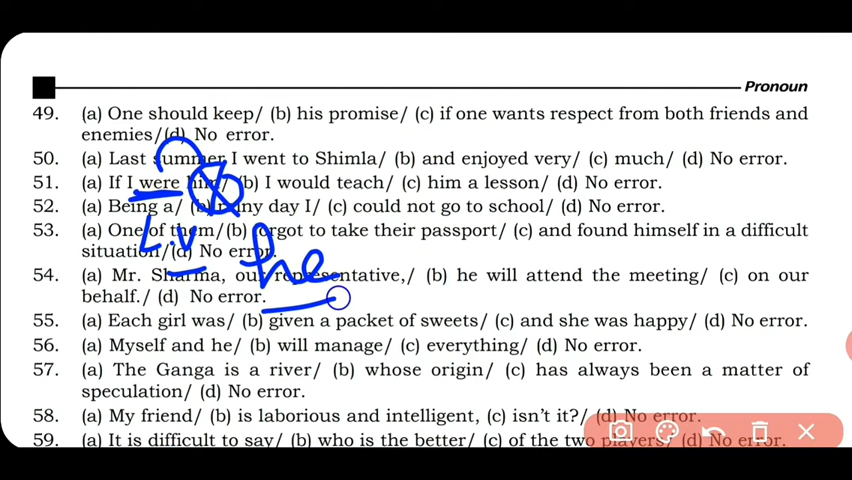 Pronoun
49. (a) One should keep/ (b) his promise/ (c) if one wants respect from both friends and
enemies/(d) No error.
50. (a) Last summer I went to Shimla/ (b) and enjoyed very/ (c) much/ (d) No error.
51. (a) If I were him/ (b) I would teach/ (c) him a lesson/ (d) No error.
52. (a) Being a/ (b) rainy day I/ (c) could not go to school/ (d) No error.
53. (a) One of them/(b) forgot to take their passport/ (c) and found himself in a difficult
situation/(d) No error.
L.V
he
54. (a) Mr. Sharma, our representative,/ (b) he will attend the meeting/ (c) on our
behalf./ (d) No error.
55. (a) Each girl was/ (b) given a packet of sweets/ (c) and she was happy/ (d) No error.
56. (a) Myself and he/ (b) will manage/ (c) everything/ (d) No error.
57. (a) The Ganga is a river/ (b) whose origin/ (c) has always been a matter of
speculation/ (d) No error.
58. (a) My friend/ (b) is laborious and intelligent, (c) isn't it?/ (d) No error.
59. (a) It is difficult to say/ (b) who is the better/ (c) of the two players/ (d) No error.